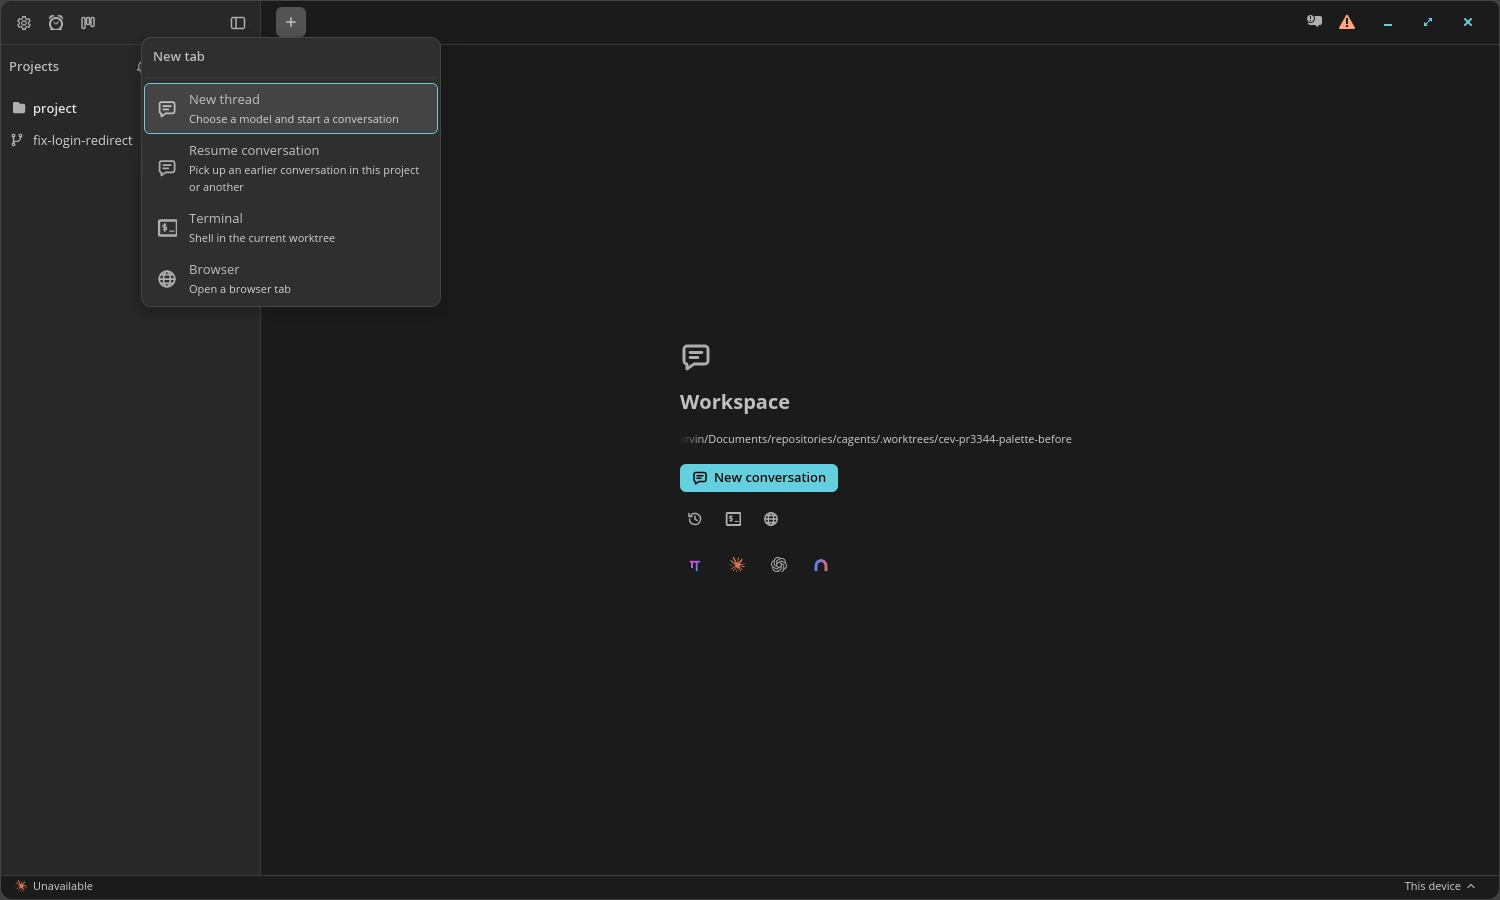 Projects
project
fix-login-redirect
New tab
New thread
Choose a model and start a conversation
Resume conversation
Pick up an earlier conversation in this project
or another
Terminal
Shell in the current worktree
Browser
Open a browser tab
Workspace
/Documents/repositories/cagents/.worktrees/cev-pr3344-palette-before
New conversation
Unavailable
This device